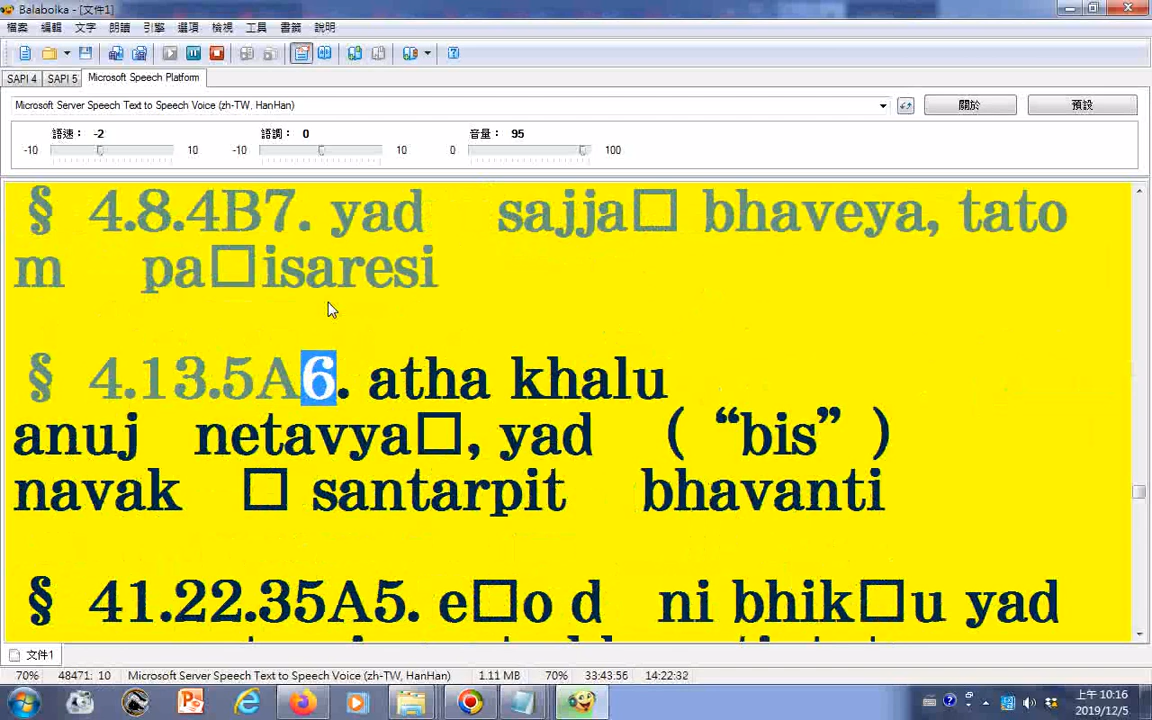 Balabolka - [文件1]
檔案 編輯 文字 朗讀 引擎 選項 檢視 工具 書籤 說明
SAPI 4 SAPI 5 Microsoft Speech Platform
Microsoft Server Speech Text to Speech Voice (zh-TW, HanHan) 關於 預設
語速： -2 語調： 0 音量： 95
-10 10 -10 10 0 100
§ 4.8.4B7. yad sajja□ bhaveya, tato
m pa□isaresi
§ 4.13.5A6. atha khalu
anuj netavya□, yad （“bis”）
navak □ santarpit bhavanti
§ 41.22.35A5. e□o d ni bhik□u yad
文件1
70% 48471: 10 Microsoft Server Speech Text to Speech Voice (zh-TW, HanHan) 1.11 MB 70% 33:43:56 14:22:32
上午 10:16
2019/12/5